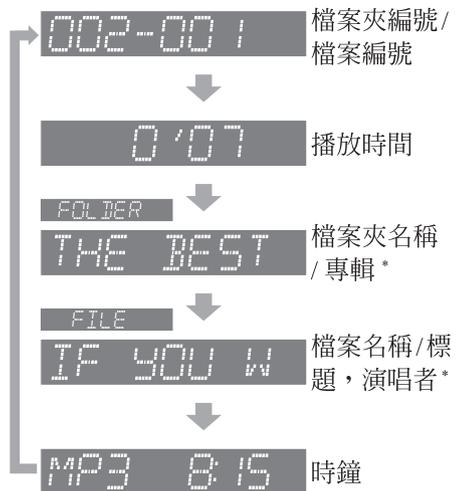 002-001
檔案夾編號/
檔案編號
0'07
播放時間
FOLDER
THE BEST
檔案夾名稱
/專輯*
FILE
IF YOU W
檔案名稱/標
題，演唱者*
MP3 8:15
時鐘